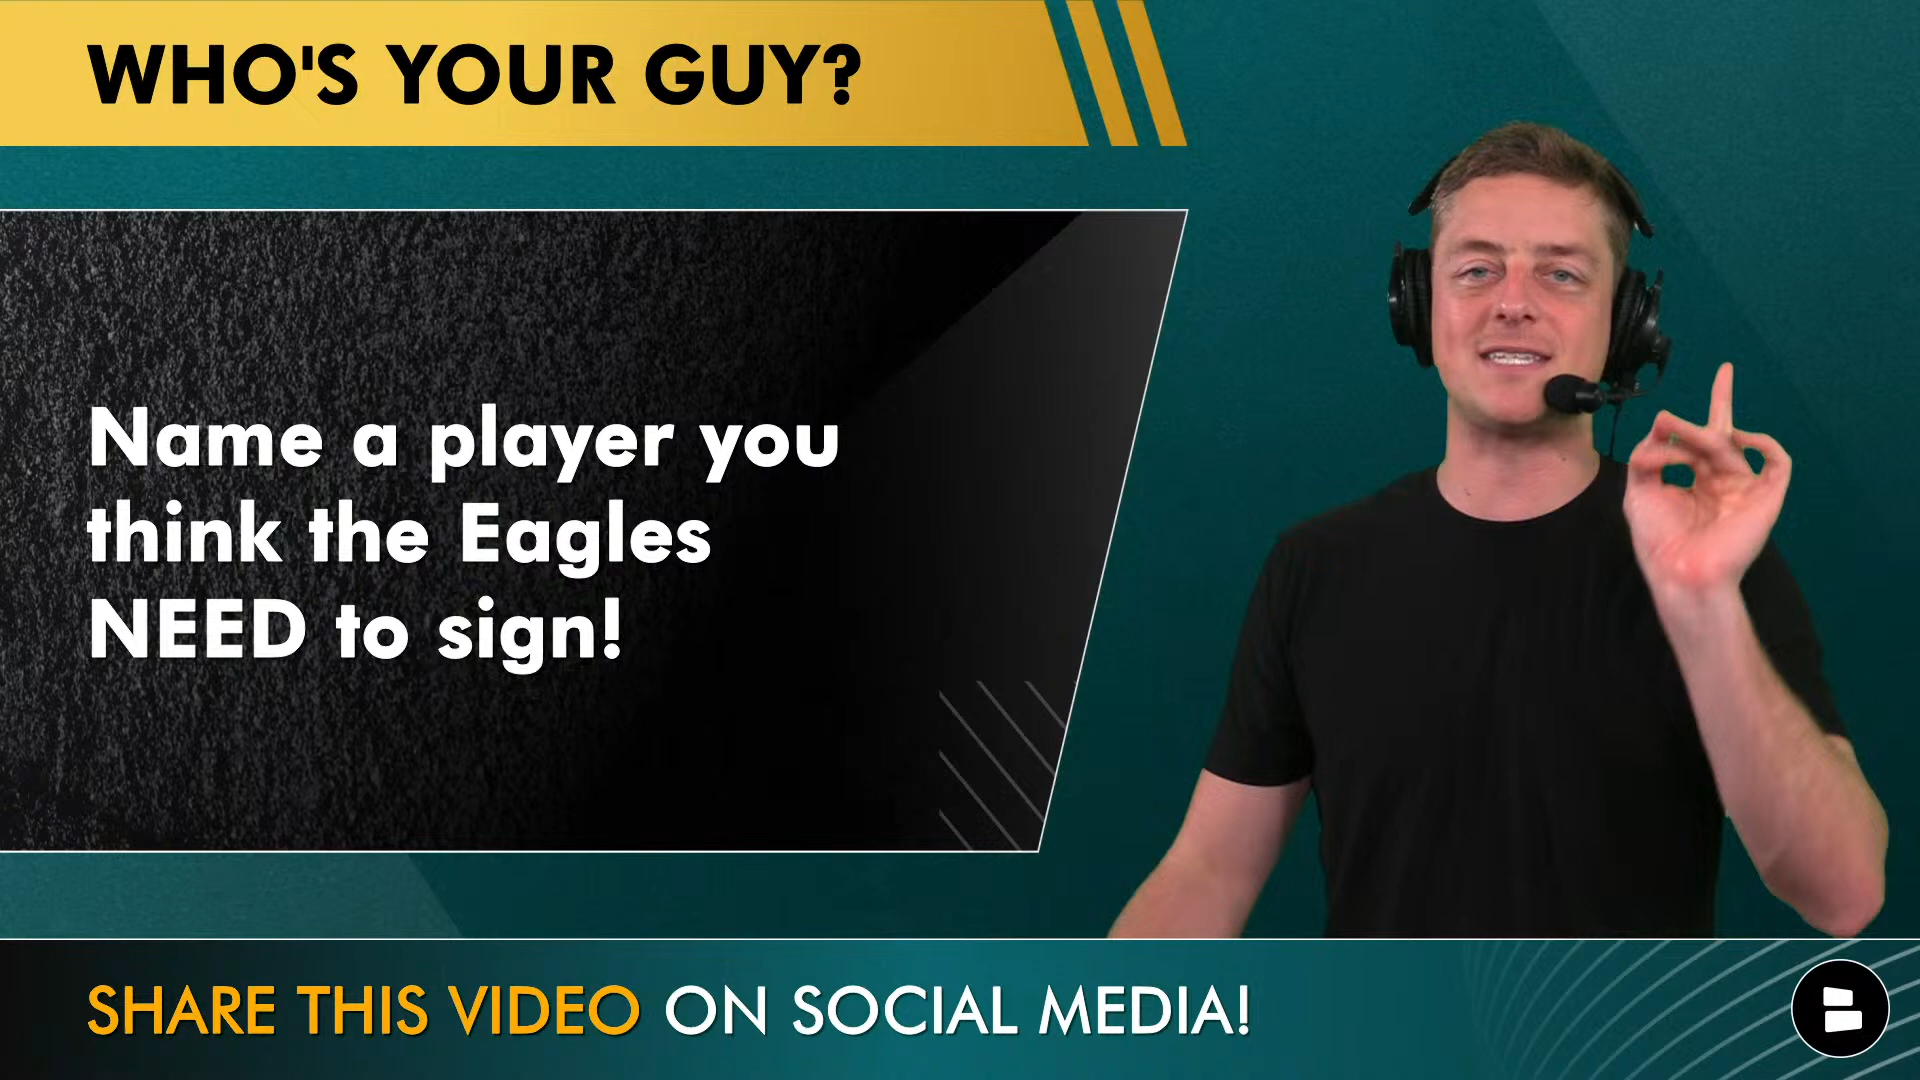 WHO'S YOUR GUY?
Name a player you
think the Eagles
NEED to sign!
SHARE THIS VIDEO ON SOCIAL MEDIA!